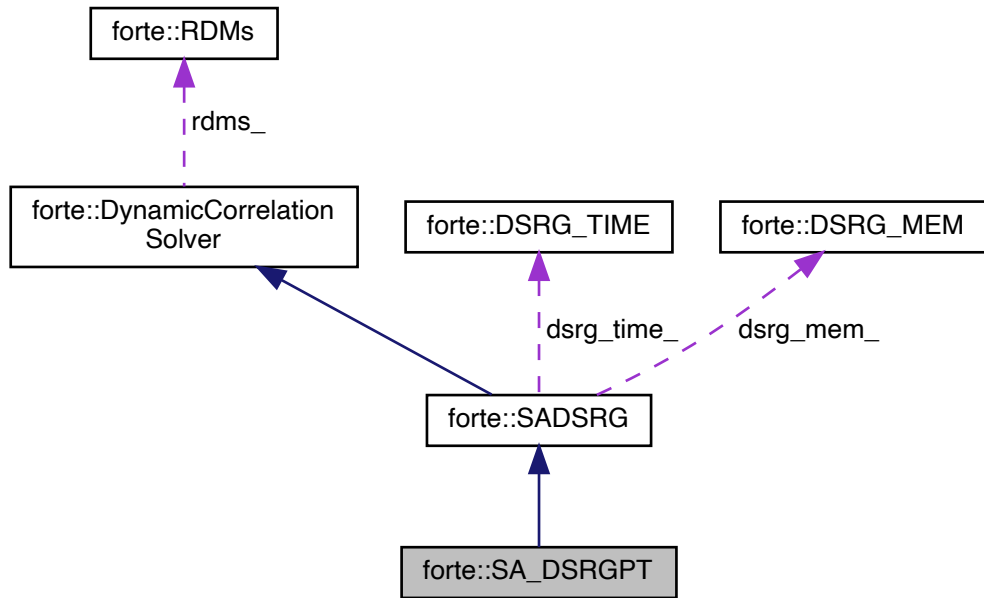 forte::RDMs
rdms_
forte::DynamicCorrelation
Solver
forte::DSRG_TIME
forte::DSRG_MEM
dsrg_time_
dsrg_mem_
forte::SADSRG
forte::SA_DSRGPT